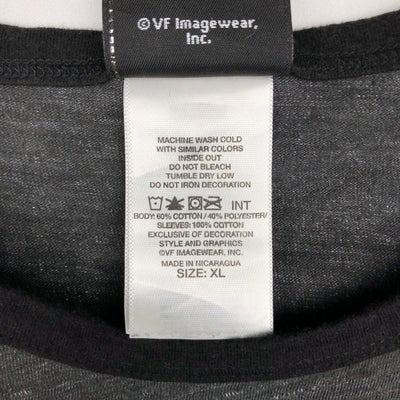 © VF Imagewear,
Inc.
MACHINE WASH COLD
WITH SIMILAR COLORS
INSIDE OUT
DO NOT BLEACH
TUMBLE DRY LOW
DO NOT IRON DECORATION
INT
BODY: 60% COTTON / 40% POLYESTER/
SLEEVES: 100% COTTON
EXCLUSIVE OF DECORATION
STYLE AND GRAPHICS
©VF IMAGEWEAR, INC.
MADE IN NICARAGUA
SIZE: XL